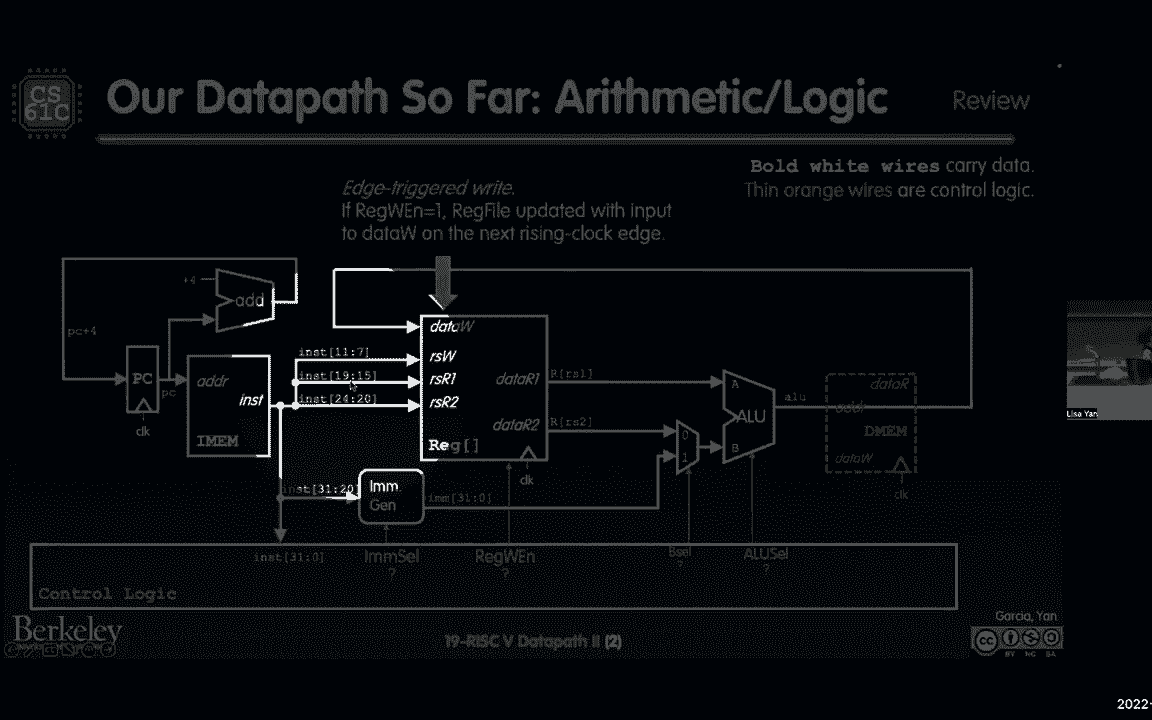 CS
61C
Our Datapath So Far: Arithmetic/Logic
Review
Bold white wires carry data.
Thin orange wires are control logic.
Edge-triggered write.
If RegWEn=1, RegFile updated with input
to dataW on the next rising-clock edge.
+4
add
pc+4
PC
pc
clk
addr
inst
IMEM
inst[11:7]
inst[19:15]
inst[24:20]
dataW
rsW
rsR1
rsR2
dataR1
dataR2
Reg[]
clk
R[rs1]
R[rs2]
0
1
A
B
ALU
alu
dataR
addr
DMEM
dataW
clk
inst[31:20]
Imm
Gen
imm[31:0]
inst[31:0]
ImmSel
?
RegWEn
?
Bsel
?
ALUSel
?
Control Logic
Berkeley
19-RISC V Datapath II (2)
Garcia, Yan
cc
BY NC SA
Lisa Yan
2022-